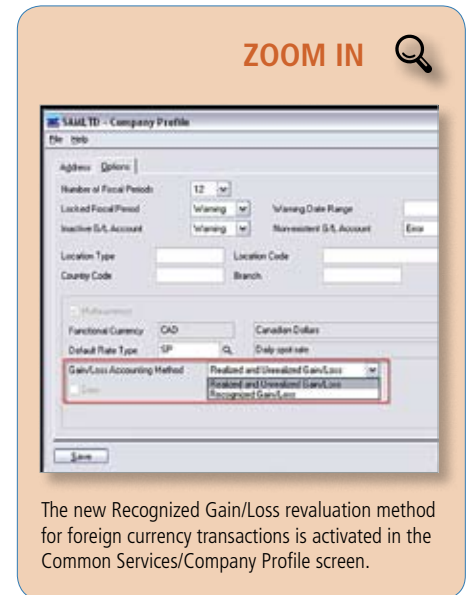 ZOOM IN
SAMLTD - Company Profile
File Help
Address Options
Number of Fiscal Periods 12
Locked Fiscal Period Warning Warning Date Range
Inactive G/L Account Warning Nonexistent G/L Account Error
Location Type Location Code
Country Code Branch
Multicurrency
Functional Currency CAD Canadian Dollars
Default Rate Type SP Daily spot rate
Gain/Loss Accounting Method Realized and Unrealized Gain/Loss
Realized and Unrealized Gain/Loss
Recognized Gain/Loss
Save
The new Recognized Gain/Loss revaluation method
for foreign currency transactions is activated in the
Common Services/Company Profile screen.